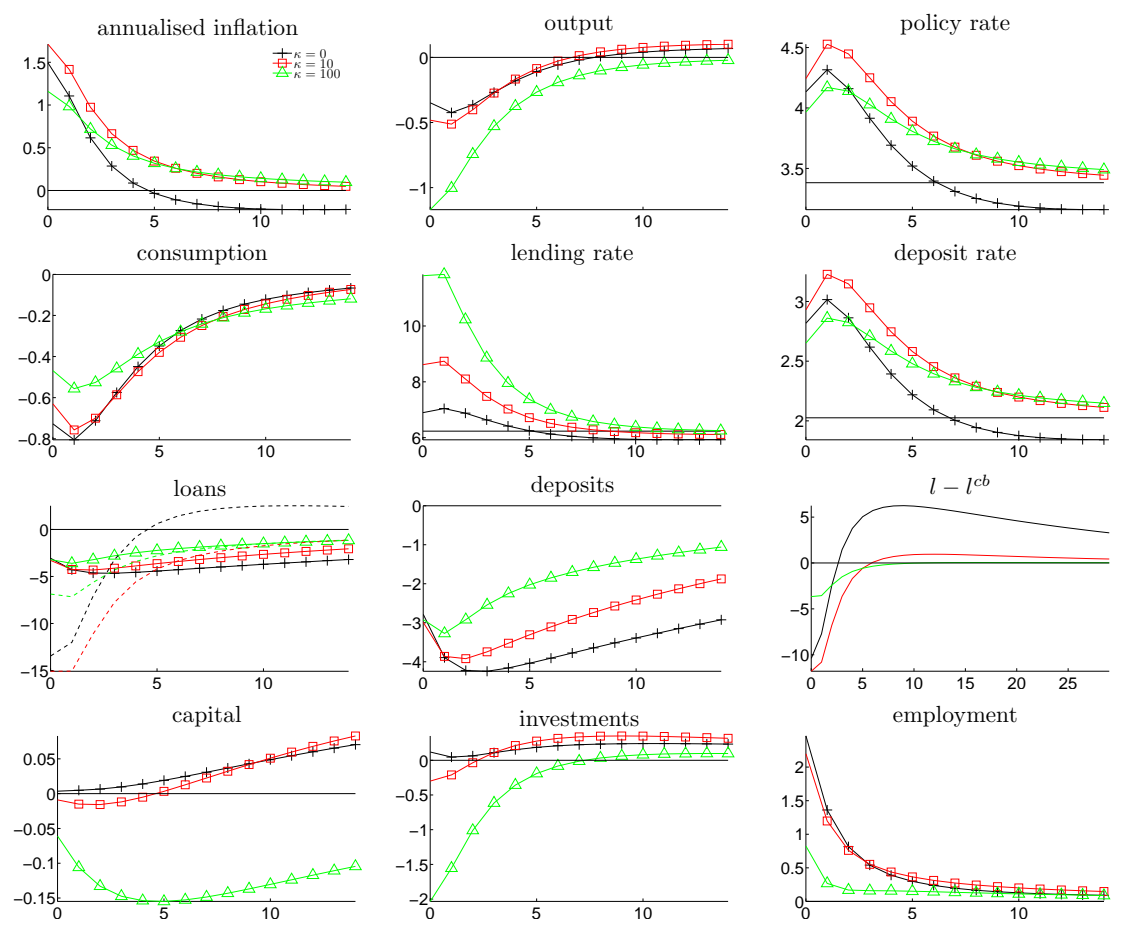 annualised inflation
κ = 0
κ = 10
κ = 100
1.5
1
0.5
0
0 5 10
output
0
−0.5
−1
0 5 10
policy rate
4.5
4
3.5
0 5 10
consumption
0
−0.2
−0.4
−0.6
−0.8
0 5 10
lending rate
10
8
6
0 5 10
deposit rate
3
2.5
2
0 5 10
loans
0
−5
−10
−15
0 5 10
deposits
0
−1
−2
−3
−4
0 5 10
l − l^{cb}
5
0
−5
−10
0 5 10 15 20 25
capital
0.05
0
−0.05
−0.1
−0.15
0 5 10
investments
0.5
0
−0.5
−1
−1.5
−2
0 5 10
employment
2
1.5
1
0.5
0
0 5 10